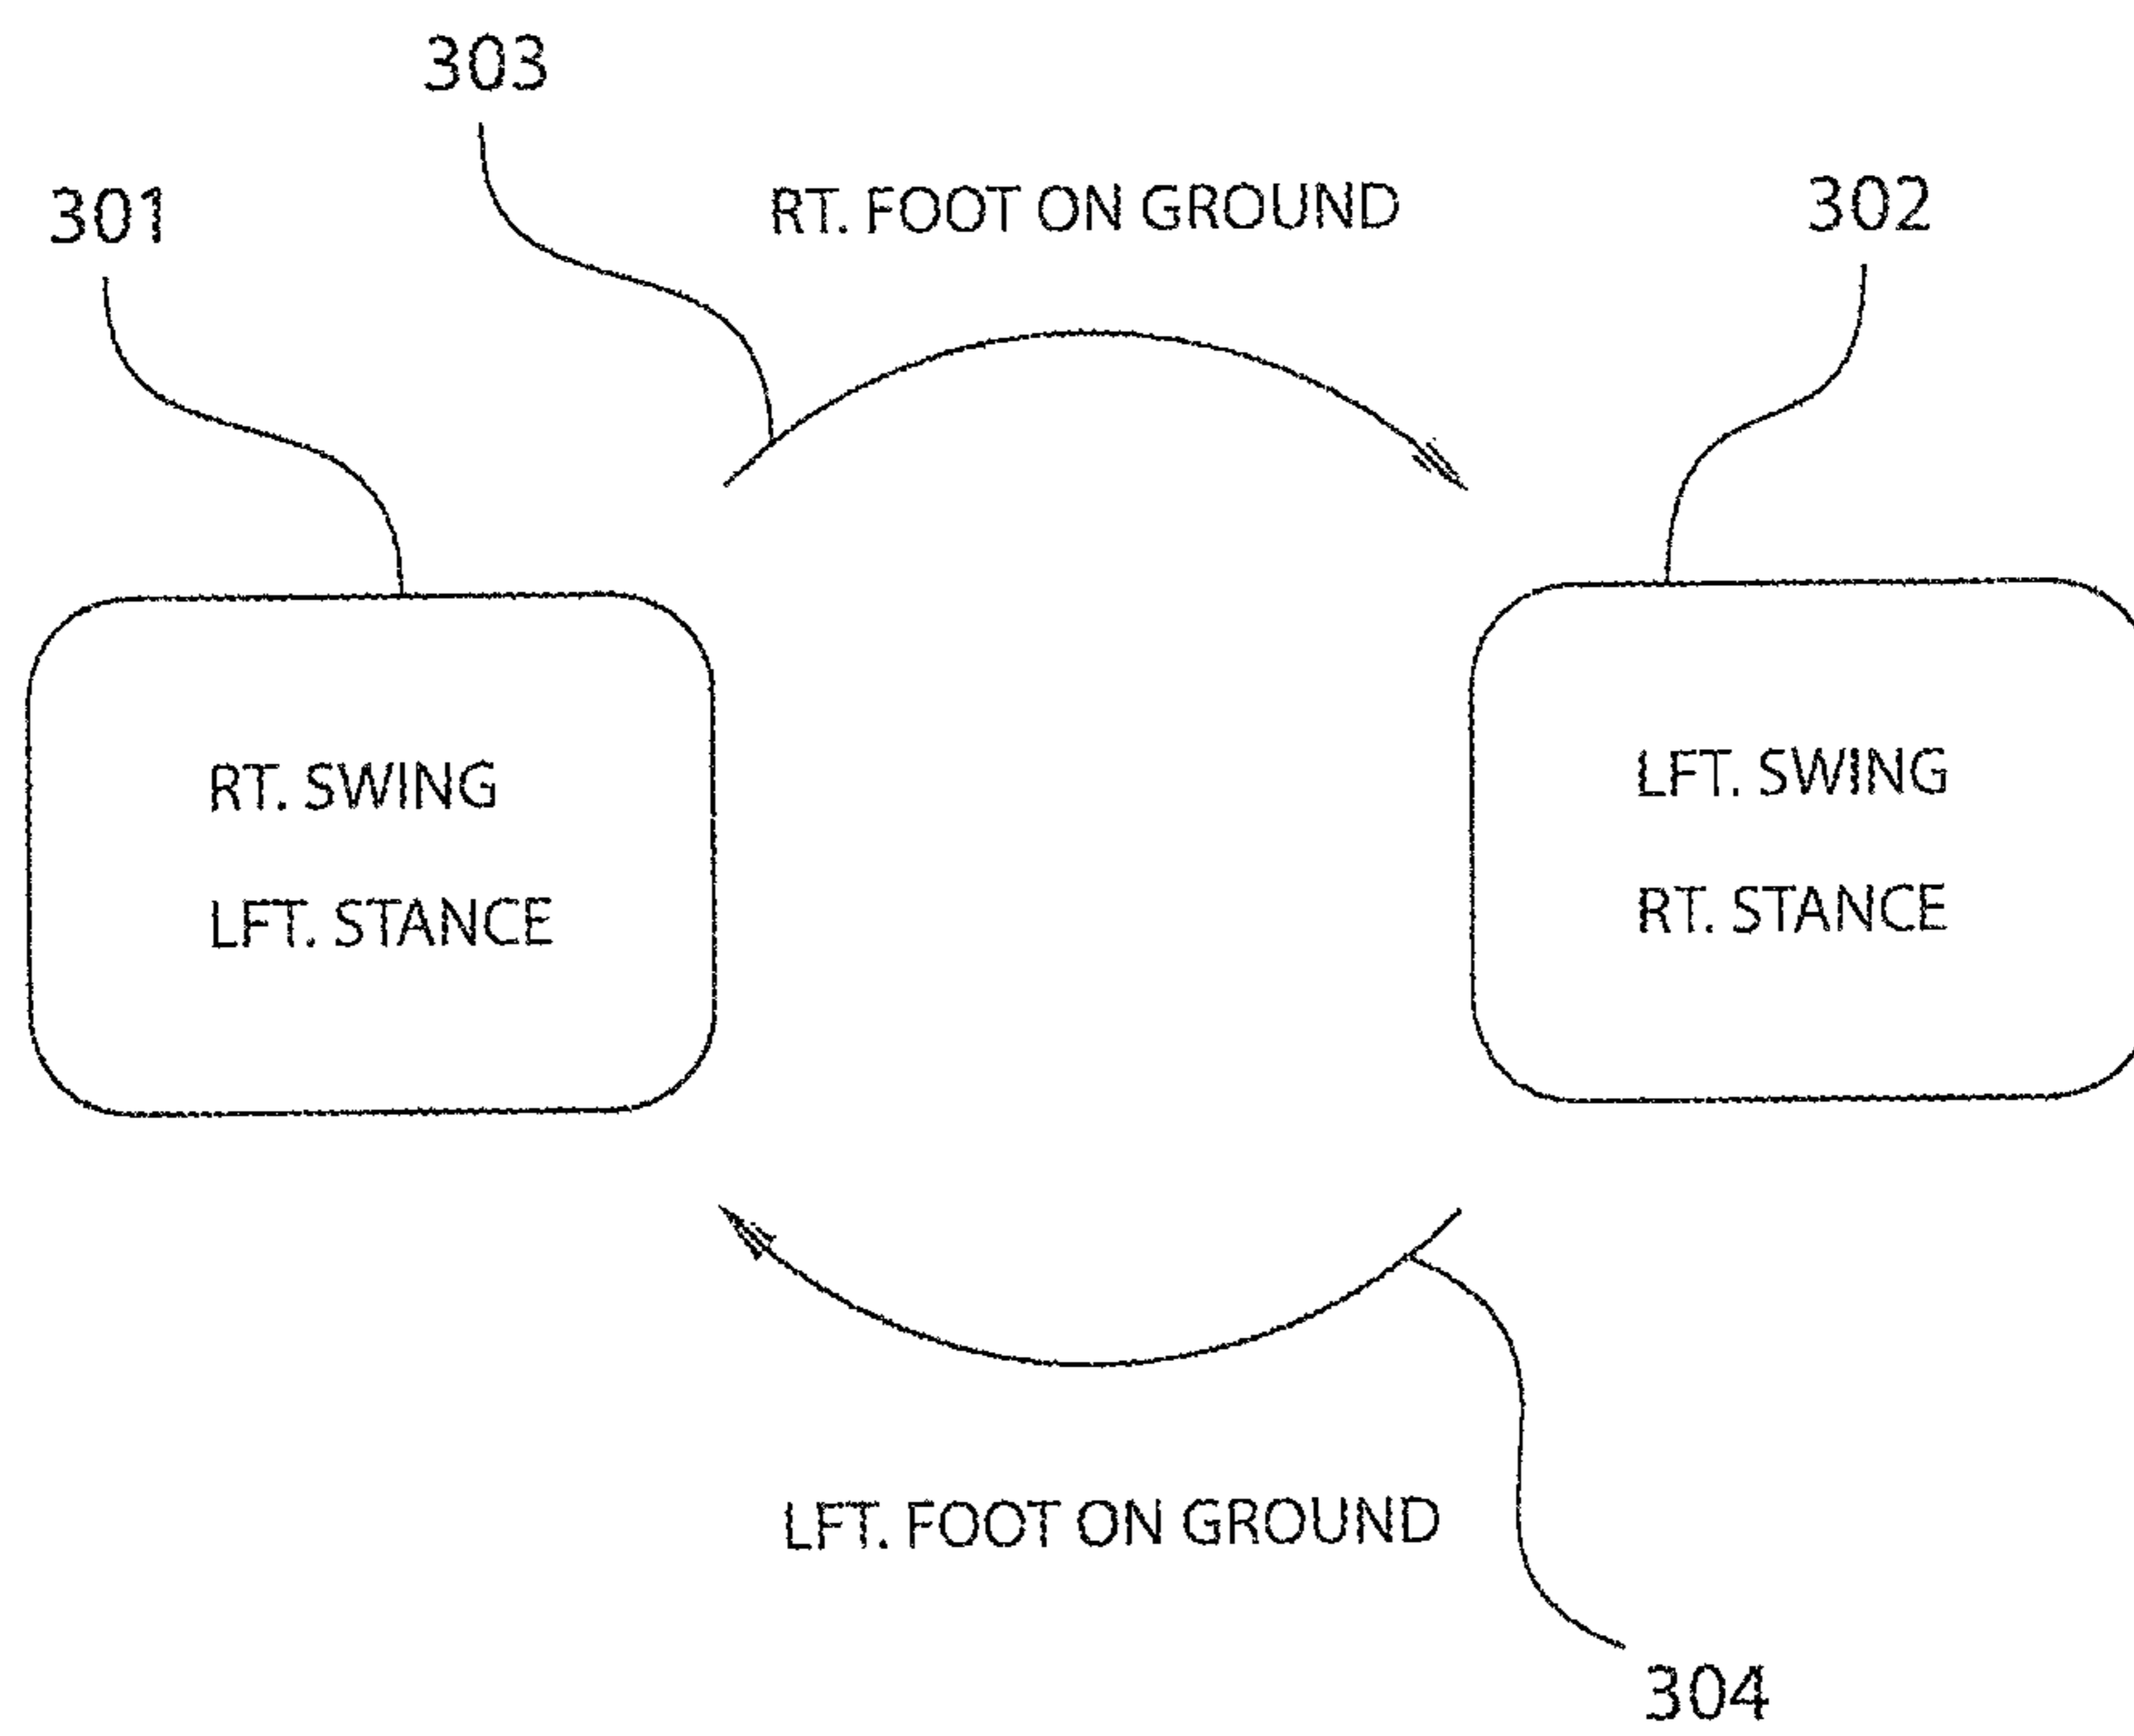 303
301
RT. FOOT ON GROUND
302
RT. SWING
LFT. STANCE
LFT. SWING
RT. STANCE
LFT. FOOT ON GROUND
304